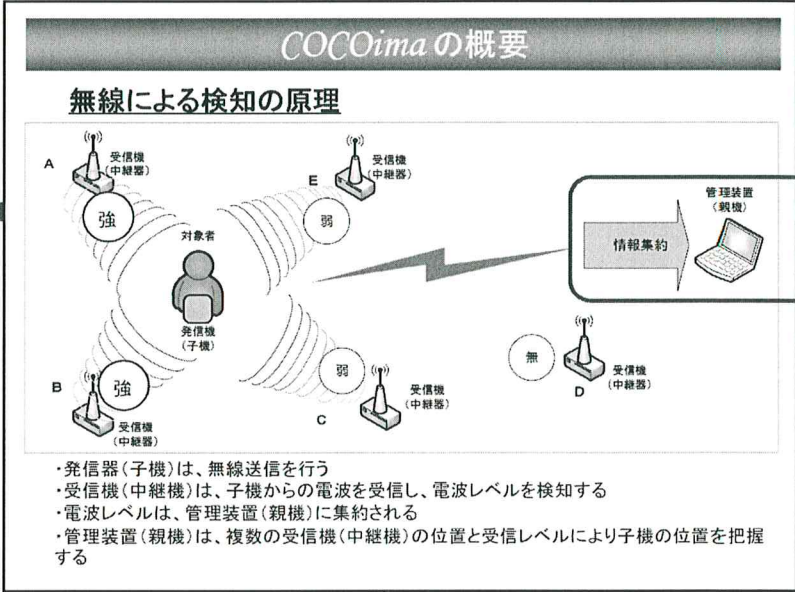 COCOimaの概要
無線による検知の原理
A
受信機
(中継器)
強
E
受信機
(中継器)
弱
対象者
発信機
(子機)
管理装置
(親機)
情報集約
B
強
受信機
(中継器)
C
弱
受信機
(中継器)
無
D
受信機
(中継器)
・発信器(子機)は、無線送信を行う
・受信機(中継機)は、子機からの電波を受信し、電波レベルを検知する
・電波レベルは、管理装置(親機)に集約される
・管理装置(親機)は、複数の受信機(中継機)の位置と受信レベルにより子機の位置を把握
する